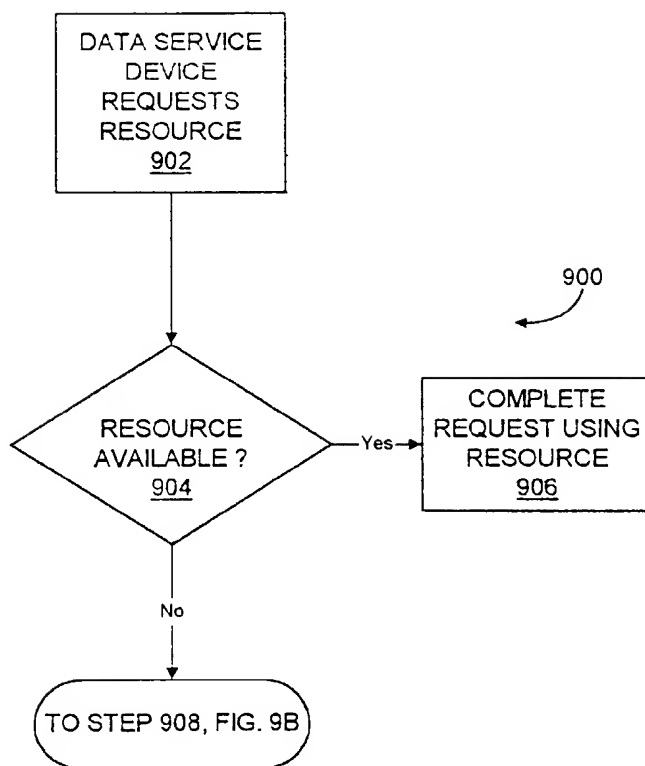 DATA SERVICE
DEVICE
REQUESTS
RESOURCE
902
900
RESOURCE
AVAILABLE ?
904
Yes
COMPLETE
REQUEST USING
RESOURCE
906
No
TO STEP 908, FIG. 9B